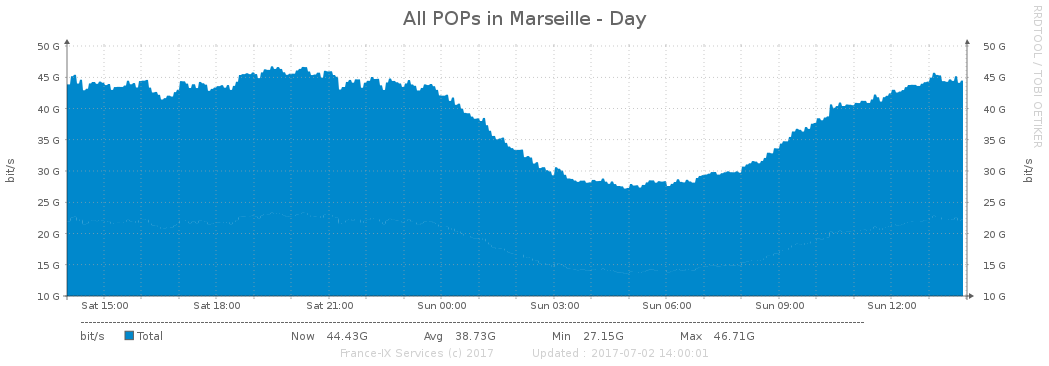 All POPs in Marseille - Day
RRDTOOL / TOBI OETIKER
bit/s
50 G 50 G
45 G 45 G
40 G 40 G
35 G 35 G
30 G 30 G
25 G 25 G
20 G 20 G
15 G 15 G
10 G 10 G
bit/s
Sat 15:00 Sat 18:00 Sat 21:00 Sun 00:00 Sun 03:00 Sun 06:00 Sun 09:00 Sun 12:00
bit/s Total Now 44.43G Avg 38.73G Min 27.15G Max 46.71G
France-IX Services (c) 2017 Updated : 2017-07-02 14:00:01